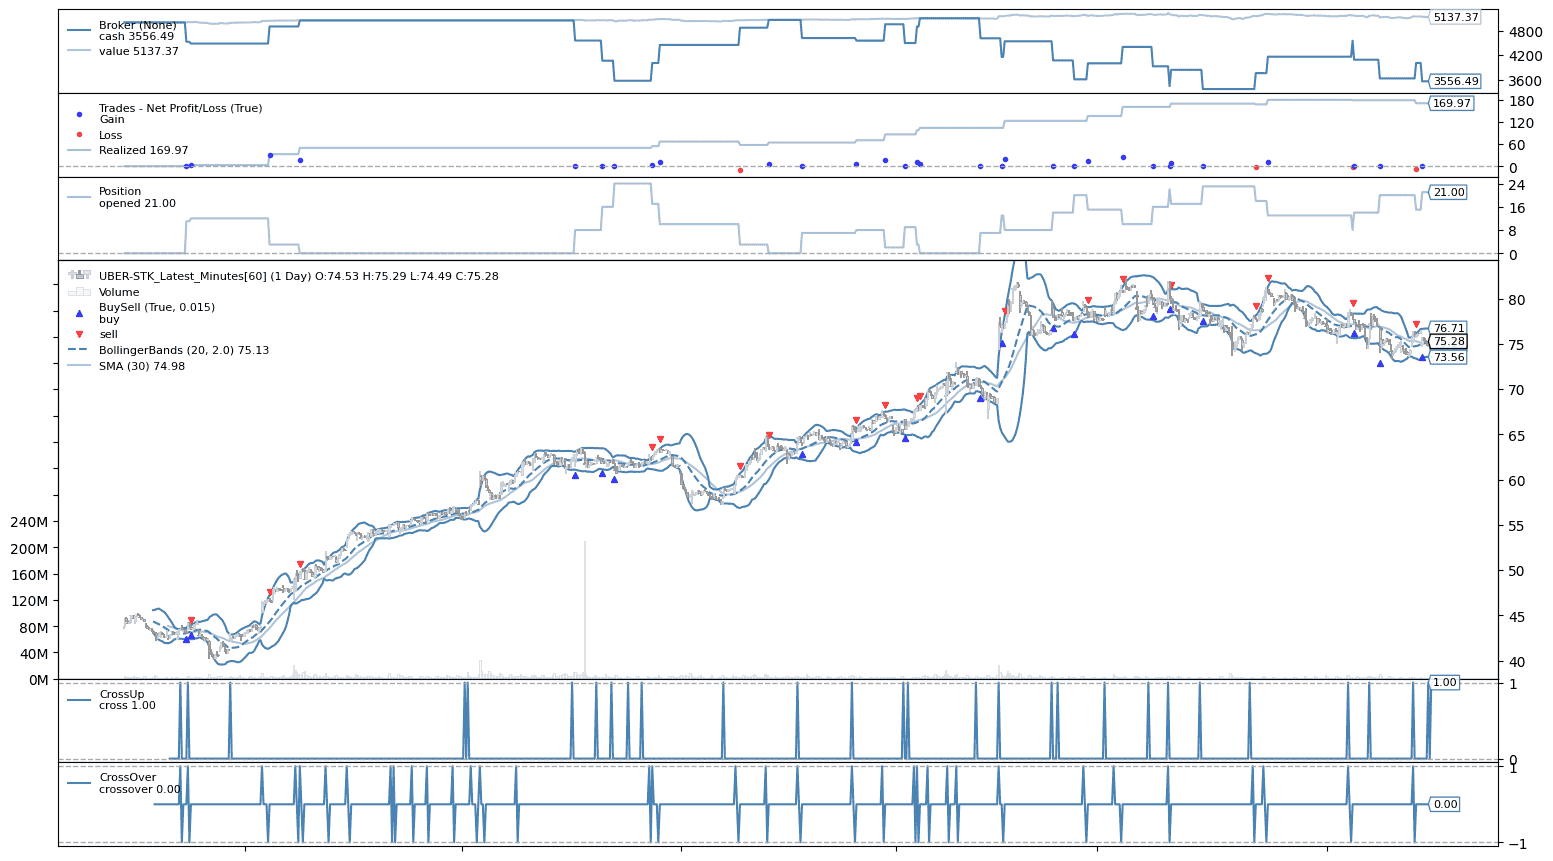 Broker (None)
cash 3556.49
value 5137.37
5137.37
4800
4200
3600
3556.49
Trades - Net Profit/Loss (True)
Gain
Loss
Realized 169.97
180
169.97
120
60
0
Position
opened 21.00
24
21.00
16
8
0
UBER-STK_Latest_Minutes[60] (1 Day) O:74.53 H:75.29 L:74.49 C:75.28
Volume
BuySell (True, 0.015)
buy
sell
BollingerBands (20, 2.0) 75.13
SMA (30) 74.98
80
76.71
75.28
75
73.56
70
65
60
55
50
45
40
240M
200M
160M
120M
80M
40M
0M
CrossUp
cross 1.00
1.00
1
0
CrossOver
crossover 0.00
1
0.00
−1